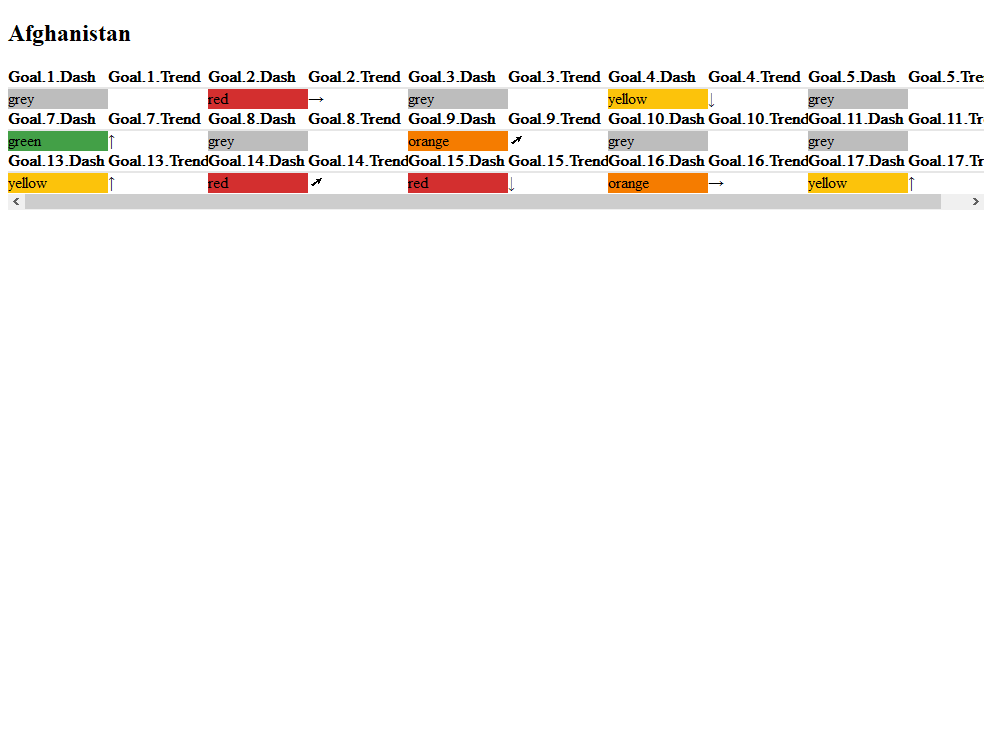 Afghanistan
Goal.1.Dash Goal.1.Trend Goal.2.Dash Goal.2.Trend Goal.3.Dash Goal.3.Trend Goal.4.Dash Goal.4.Trend Goal.5.Dash Goal.5.Tre
grey red → grey yellow ↓ grey
Goal.7.Dash Goal.7.Trend Goal.8.Dash Goal.8.Trend Goal.9.Dash Goal.9.Trend Goal.10.Dash Goal.10.Trend Goal.11.Dash Goal.11.Tr
green ↑ grey orange ➚ grey grey
Goal.13.Dash Goal.13.Trend Goal.14.Dash Goal.14.Trend Goal.15.Dash Goal.15.Trend Goal.16.Dash Goal.16.Trend Goal.17.Dash Goal.17.Tr
yellow ↑ red ➚ red ↓ orange → yellow ↑